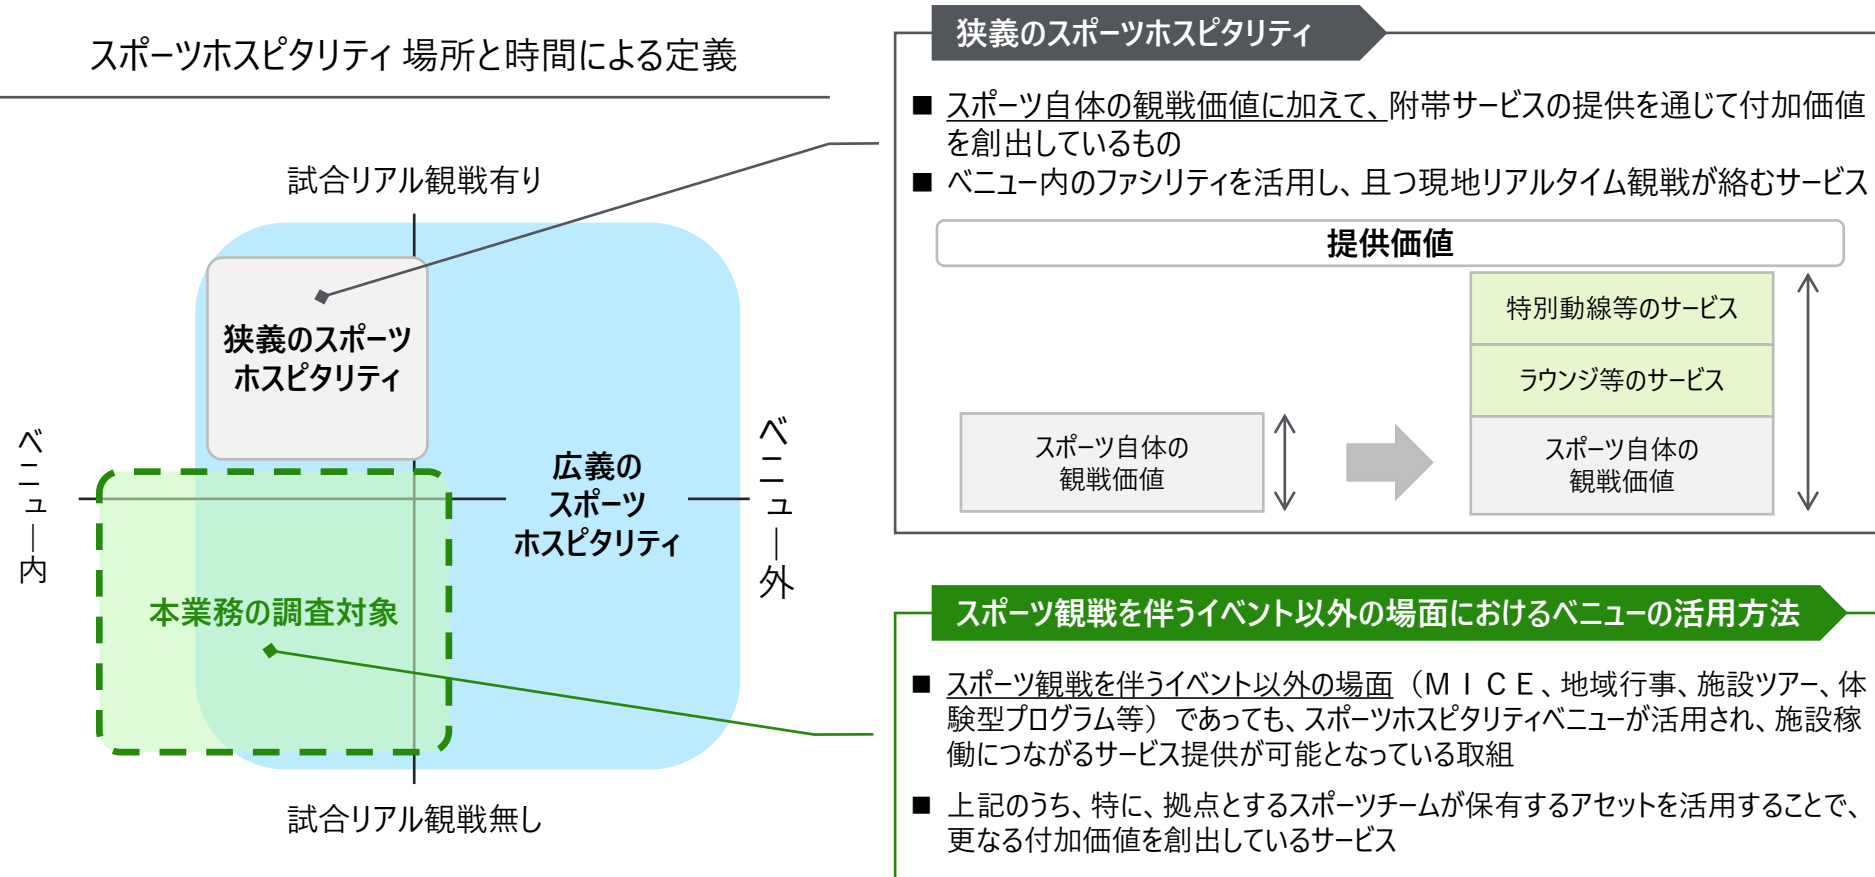 スポーツホスピタリティ 場所と時間による定義
試合リアル観戦有り
狭義のスポーツ
ホスピタリティ
ベニュー内
ベニュー外
広義の
スポーツ
ホスピタリティ
本業務の調査対象
試合リアル観戦無し
狭義のスポーツホスピタリティ
■ スポーツ自体の観戦価値に加えて、附帯サービスの提供を通じて付加価値
を創出しているもの
■ ベニュー内のファシリティを活用し、且つ現地リアルタイム観戦が絡むサービス
提供価値
特別動線等のサービス
ラウンジ等のサービス
スポーツ自体の
観戦価値
スポーツ自体の
観戦価値
スポーツ観戦を伴うイベント以外の場面におけるベニューの活用方法
■ スポーツ観戦を伴うイベント以外の場面（ＭＩＣＥ、地域行事、施設ツアー、体
験型プログラム等）であっても、スポーツホスピタリティベニューが活用され、施設稼
働につながるサービス提供が可能となっている取組
■ 上記のうち、特に、拠点とするスポーツチームが保有するアセットを活用することで、
更なる付加価値を創出しているサービス